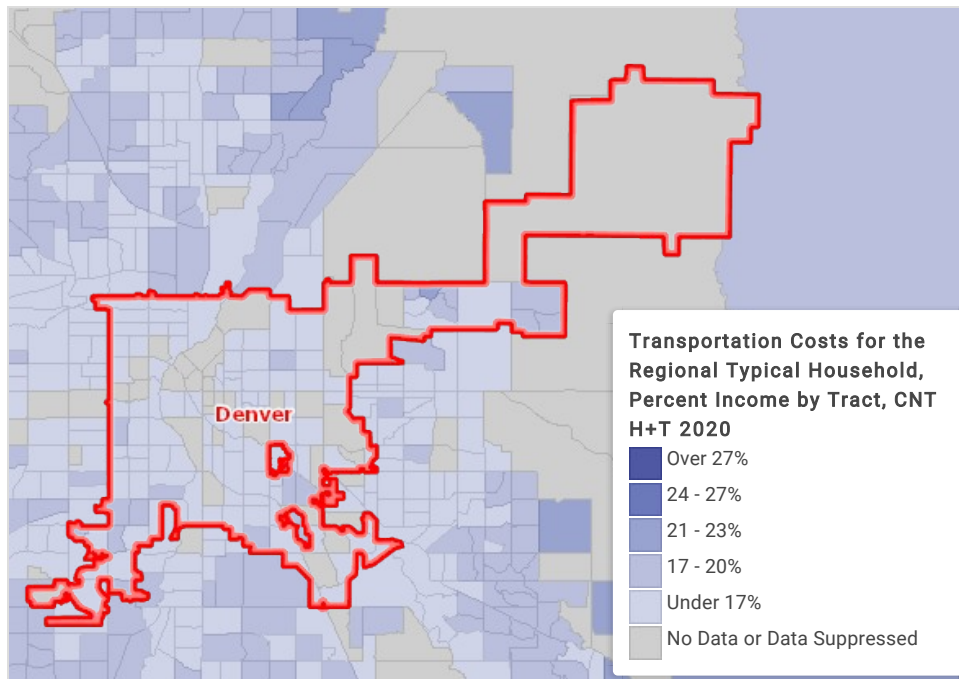 Denver
Transportation Costs for the
Regional Typical Household,
Percent Income by Tract, CNT
H+T 2020
Over 27%
24 - 27%
21 - 23%
17 - 20%
Under 17%
No Data or Data Suppressed